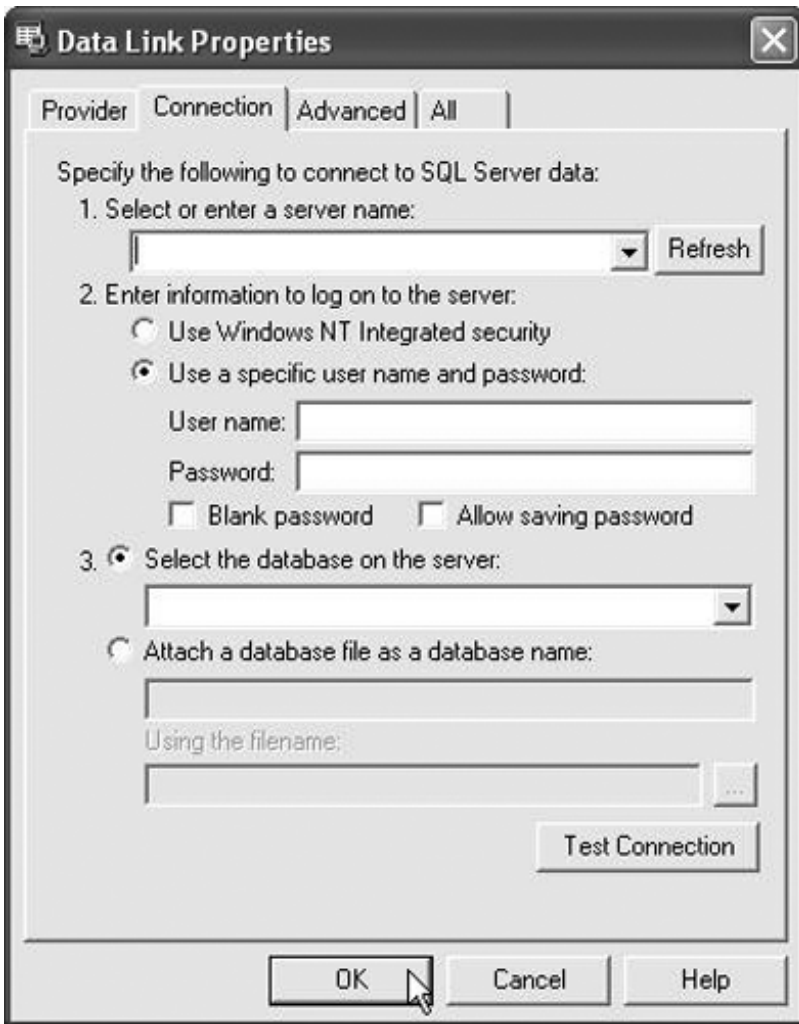 Data Link Properties
Provider Connection Advanced All
Specify the following to connect to SQL Server data:
1. Select or enter a server name:
Refresh
2. Enter information to log on to the server:
Use Windows NT Integrated security
Use a specific user name and password:
User name:
Password:
Blank password Allow saving password
3. Select the database on the server:
Attach a database file as a database name:
Using the filename:
...
Test Connection
OK Cancel Help